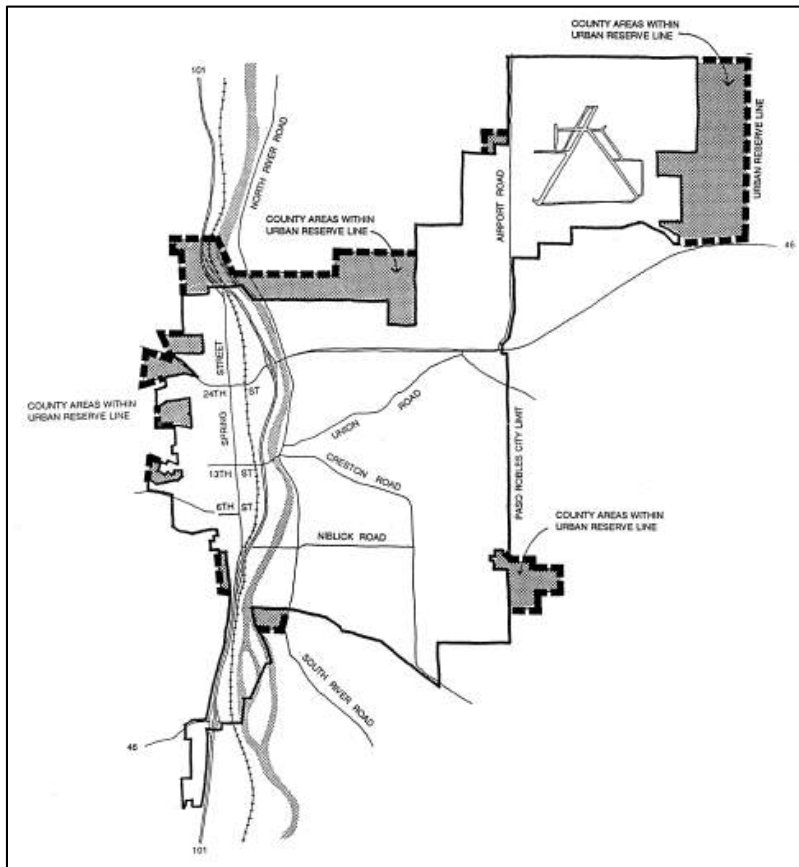 COUNTY AREAS WITHIN
URBAN RESERVE LINE
101
NORTH RIVER ROAD
URBAN RESERVE LINE
AIRPORT ROAD
COUNTY AREAS WITHIN
URBAN RESERVE LINE
46
STREET
24TH ST
UNION ROAD
COUNTY AREAS WITHIN
URBAN RESERVE LINE
SPRING
PASO ROBLES CITY LIMIT
CRESTON ROAD
13TH ST
6TH ST
COUNTY AREAS WITHIN
URBAN RESERVE LINE
NIBLICK ROAD
SOUTH RIVER ROAD
46
101